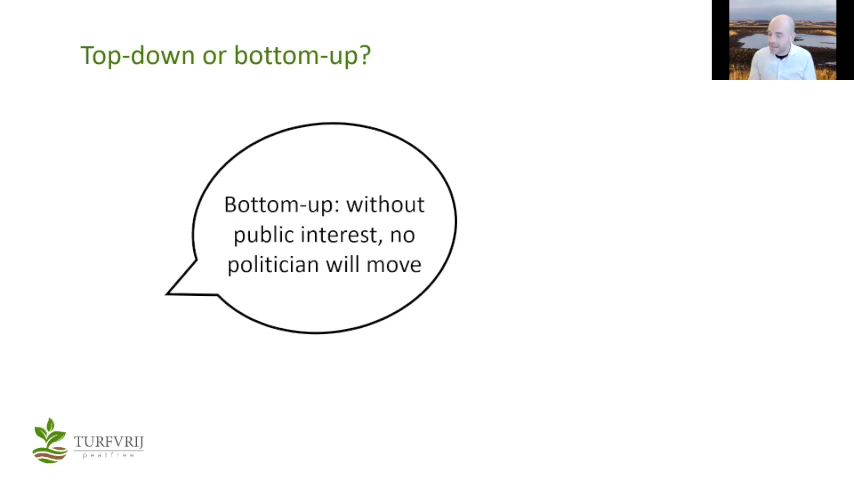 Top-down or bottom-up?
Bottom-up: without
public interest, no
politician will move
TURFVRIJ
peatfree